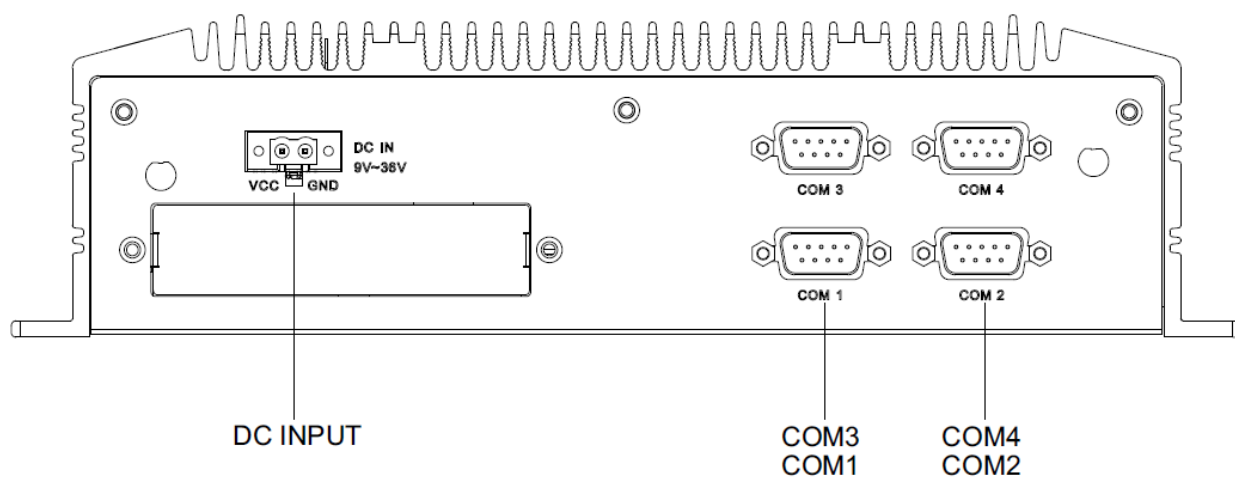 DC IN
9V~36V
VCC GND
COM 3 COM 4
COM 1 COM 2
DC INPUT
COM3 COM4
COM1 COM2